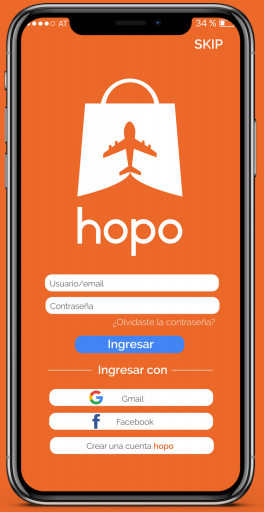 AT
34 %
SKIP
hopo
Usuario/email
Contraseña
¿Olvidaste la contraseña?
Ingresar
Ingresar con
Gmail
Facebook
Crear una cuenta hopo